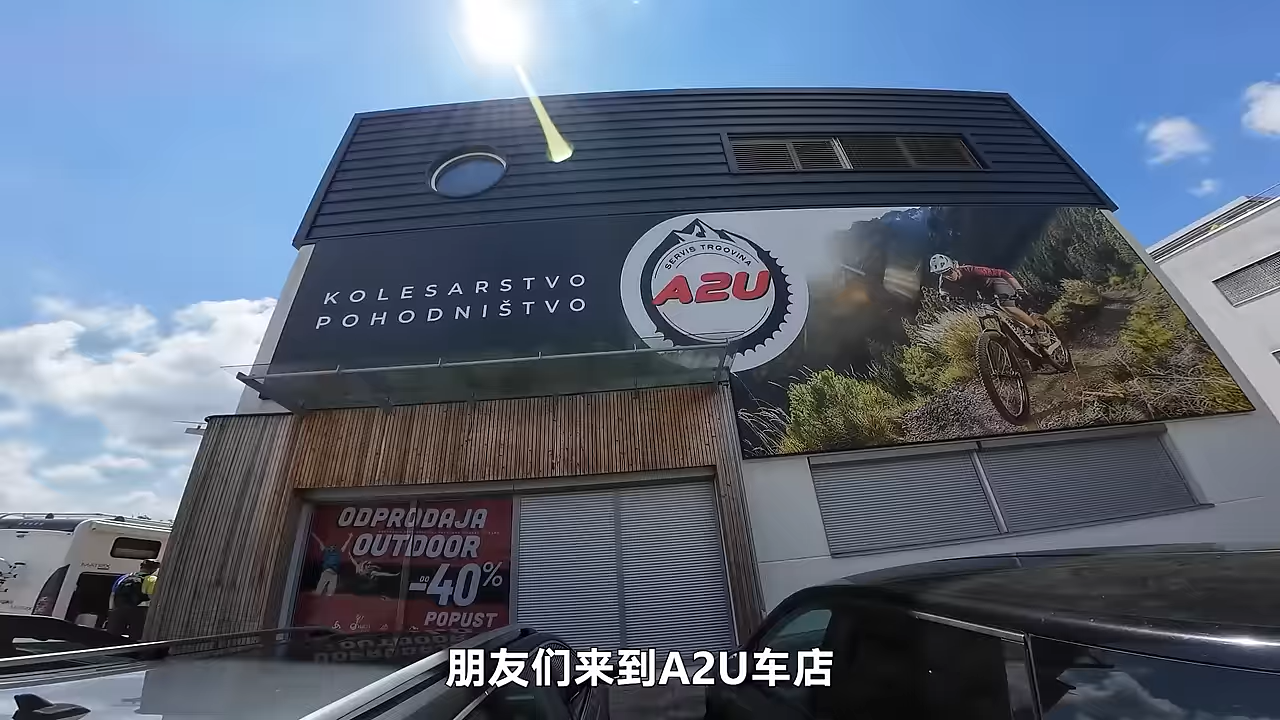 KOLESARSTVO
POHODNIŠTVO
SERVIS TRGOVINA
A2U
ODPRODAJA
OUTDOOR
DO -40%
POPUST
朋友们来到A2U车店